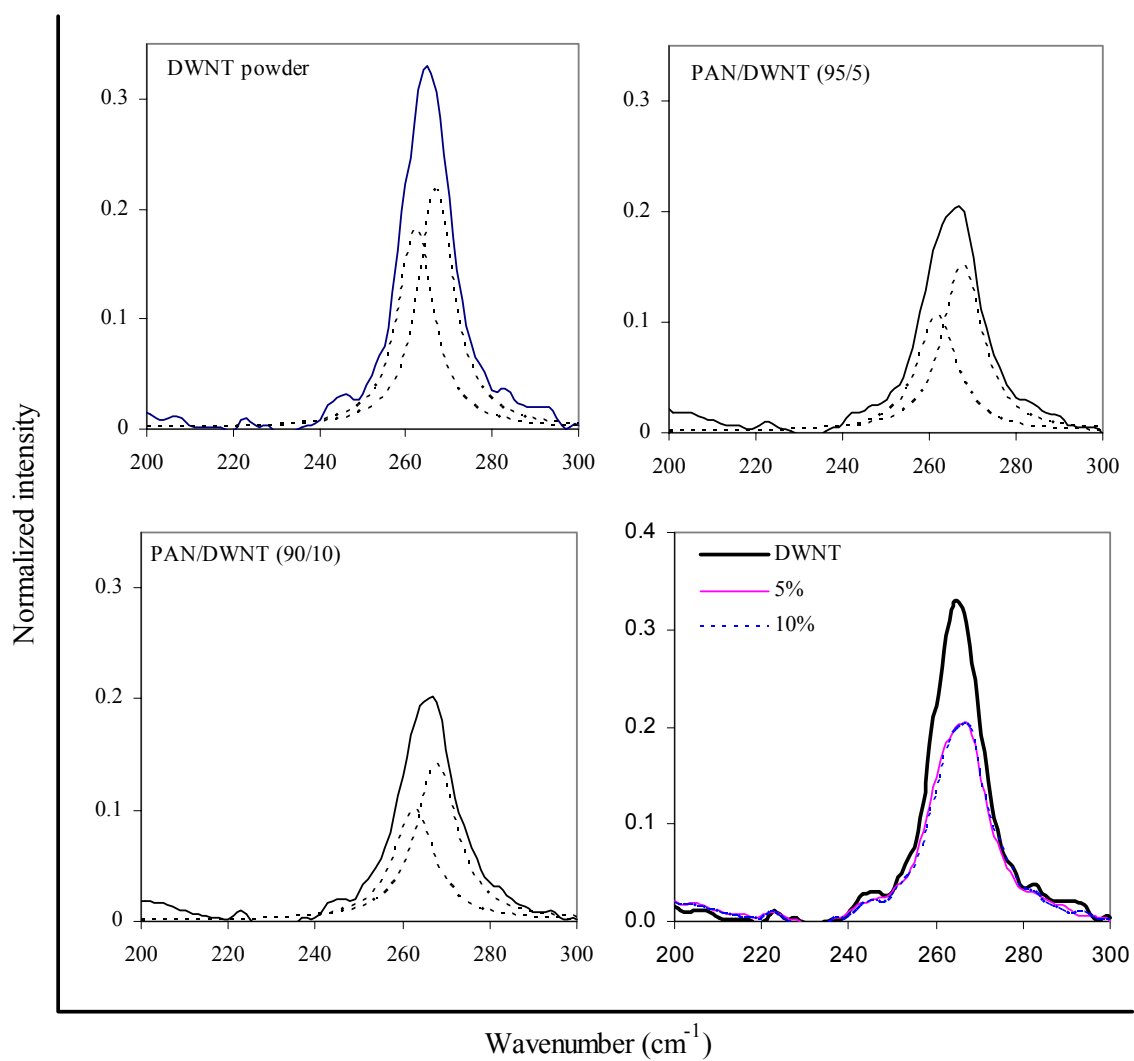 DWNT powder
0.3
0.2
0.1
0
200 220 240 260 280 300
PAN/DWNT (95/5)
0.3
0.2
0.1
0
200 220 240 260 280 300
PAN/DWNT (90/10)
0.3
0.2
0.1
0
200 220 240 260 280 300
DWNT
5%
10%
0.4
0.3
0.2
0.1
0.0
200 220 240 260 280 300
Normalized intensity
Wavenumber (cm⁻¹)